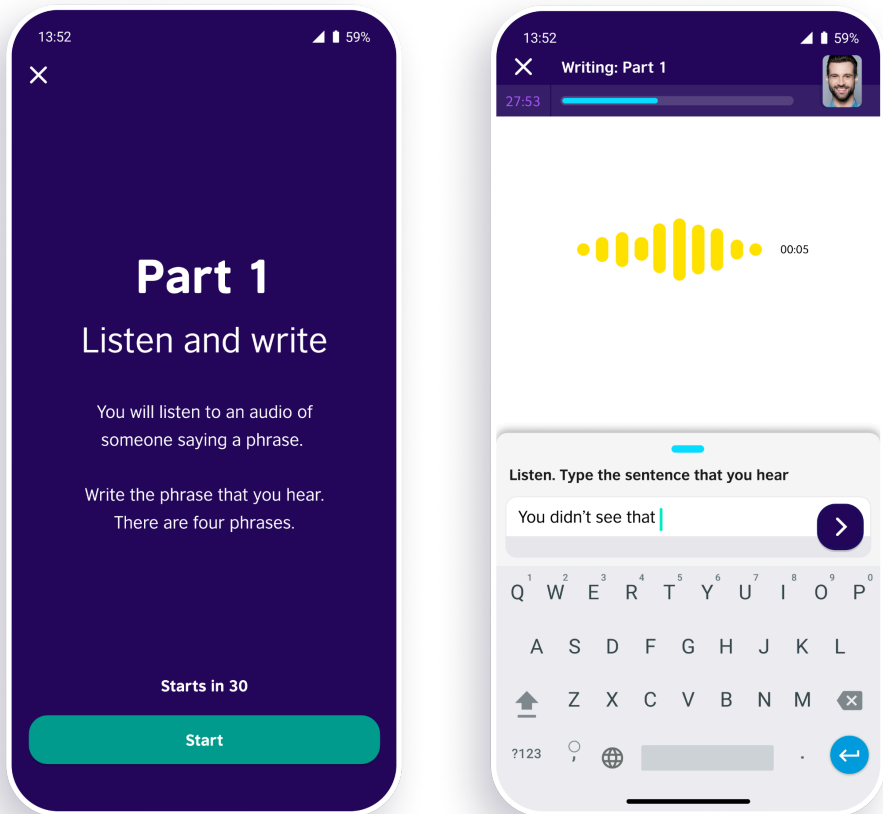 13:52
59%
Part 1
Listen and write
You will listen to an audio of
someone saying a phrase.
Write the phrase that you hear.
There are four phrases.
Starts in 30
Start
13:52
59%
Writing: Part 1
27:53
00:05
Listen. Type the sentence that you hear
You didn’t see that
1 2 3 4 5 6 7 8 9 0
Q W E R T Y U I O P
A S D F G H J K L
Z X C V B N M
?123 , .